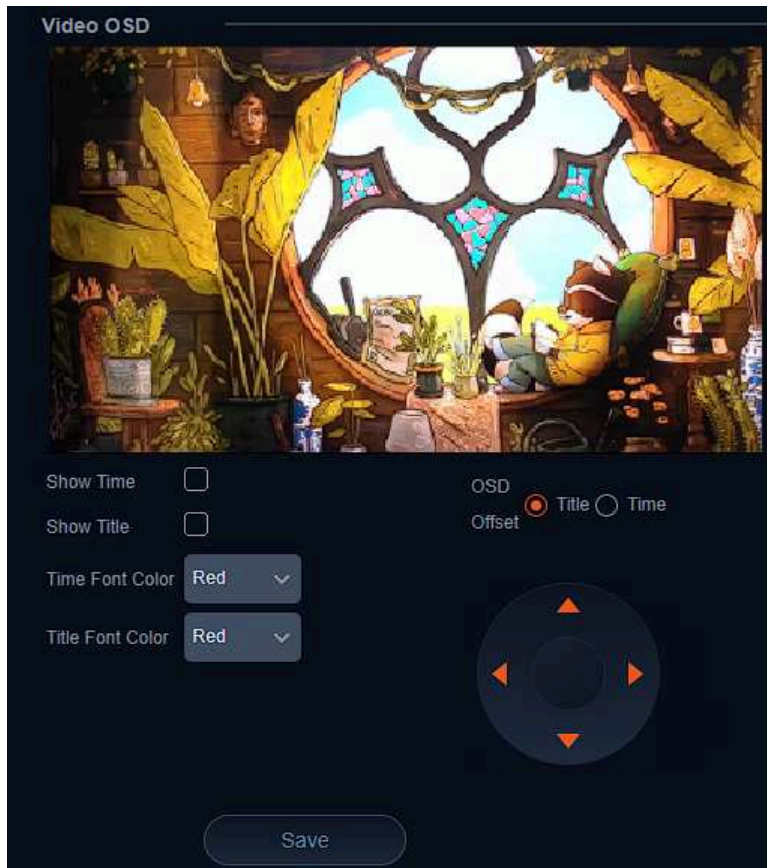 Video OSD
Show Time
Show Title
OSD
Offset
Title
Time
Time Font Color
Red
Title Font Color
Red
Save